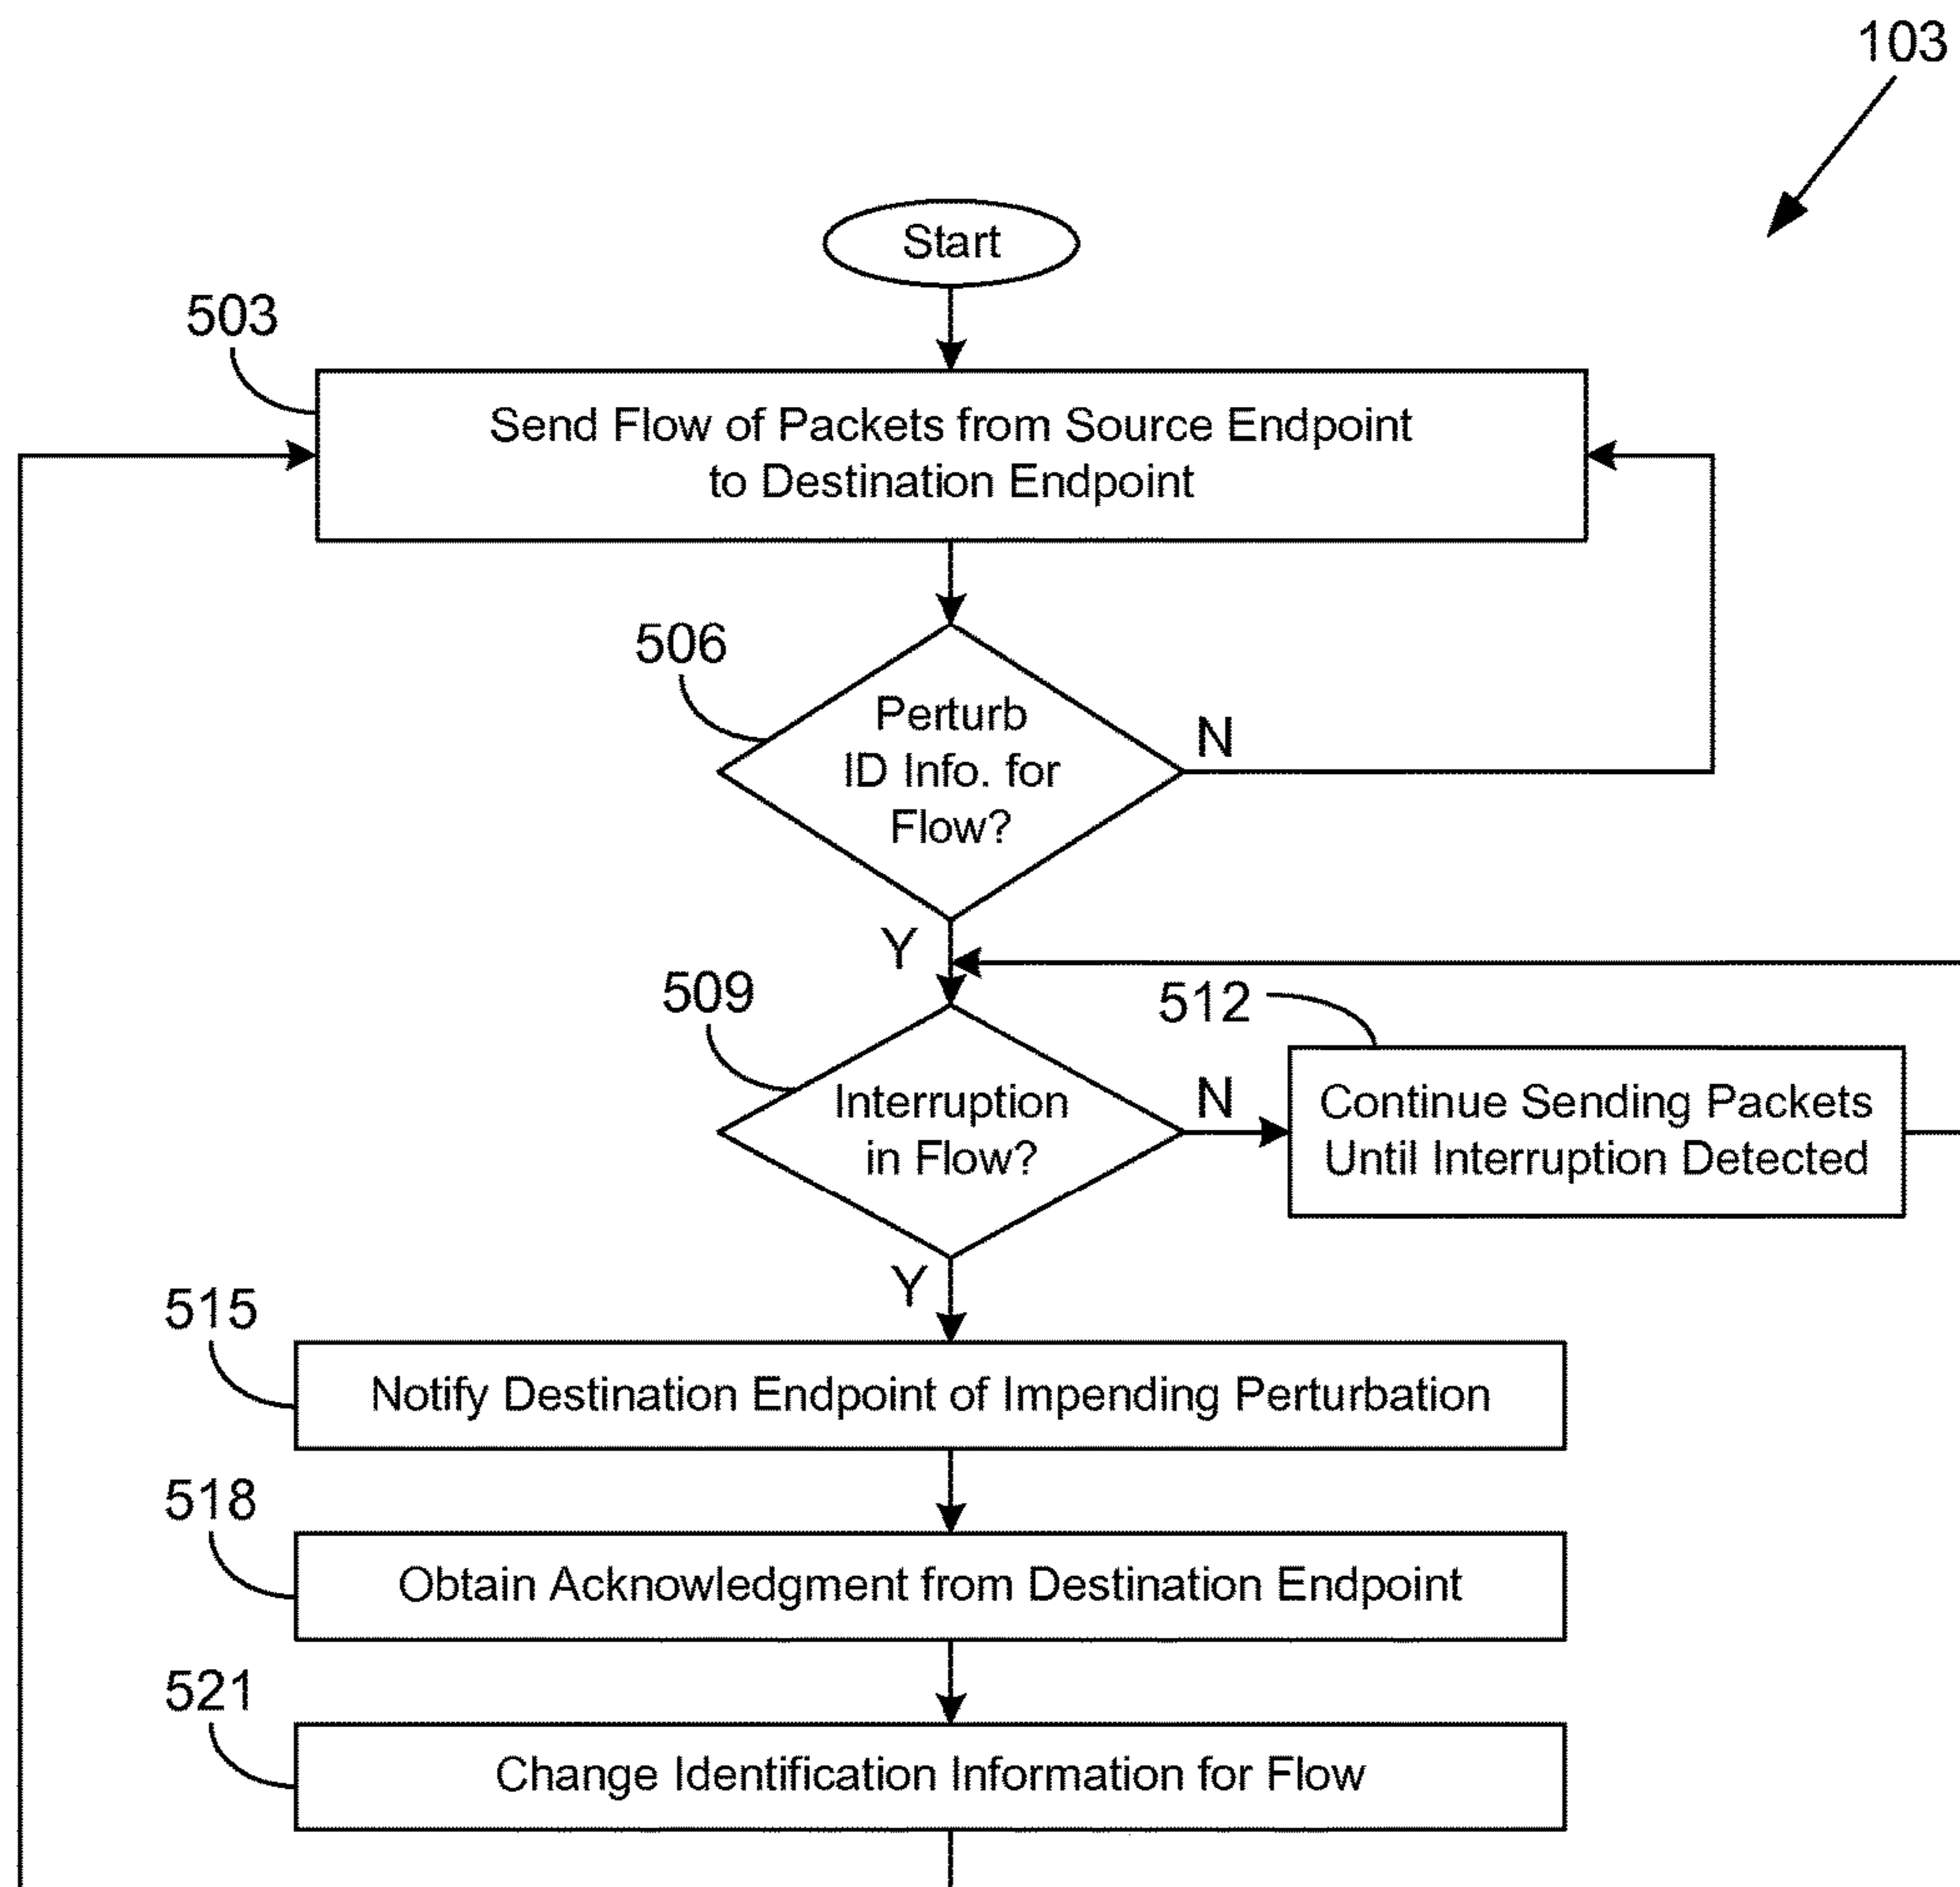 103
Start
503
Send Flow of Packets from Source Endpoint
to Destination Endpoint
506
Perturb
ID Info. for
Flow?
N
Y
509
512
Interruption
in Flow?
N
Continue Sending Packets
Until Interruption Detected
Y
515
Notify Destination Endpoint of Impending Perturbation
518
Obtain Acknowledgment from Destination Endpoint
521
Change Identification Information for Flow